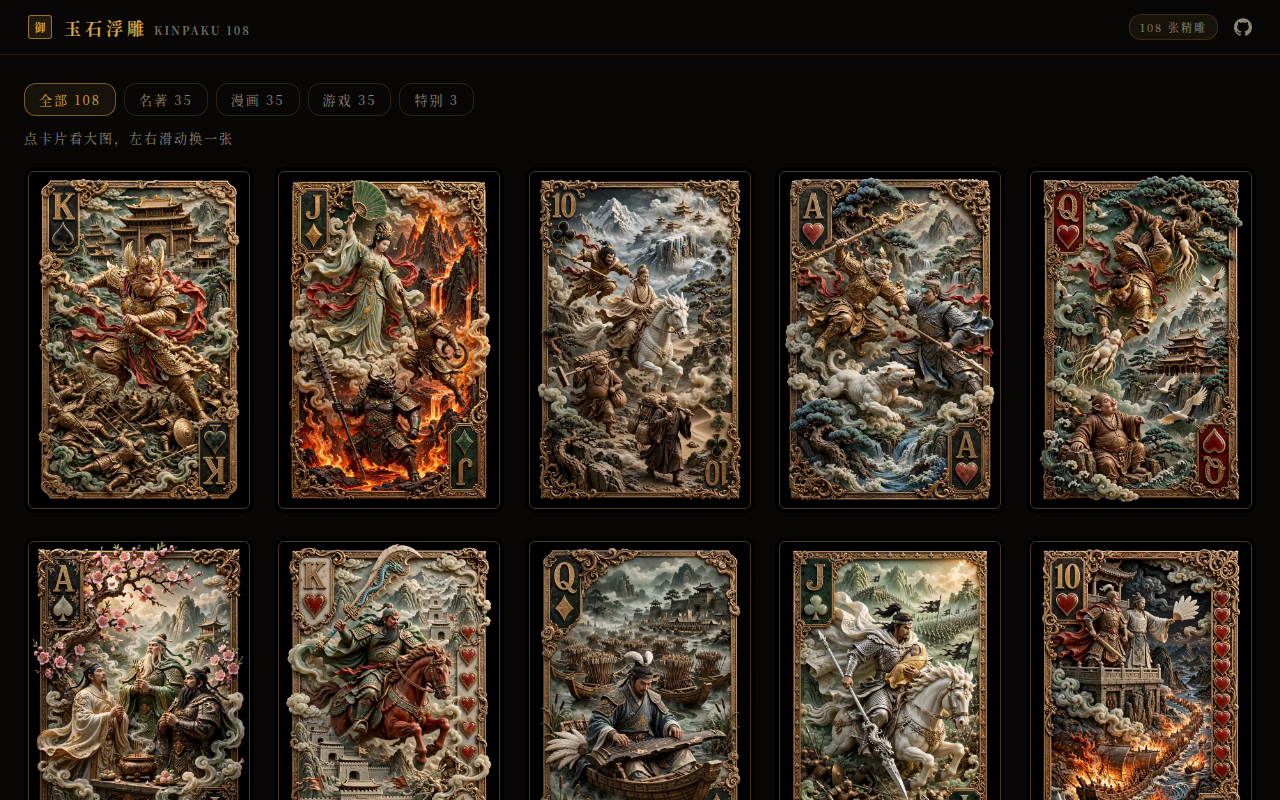 御 玉石浮雕 KINPAKU 108
108 张精雕
全部 108 名著 35 漫画 35 游戏 35 特别 3
点卡片看大图，左右滑动换一张
K J 10 A Q
K J 10 A Q
A K Q J 10